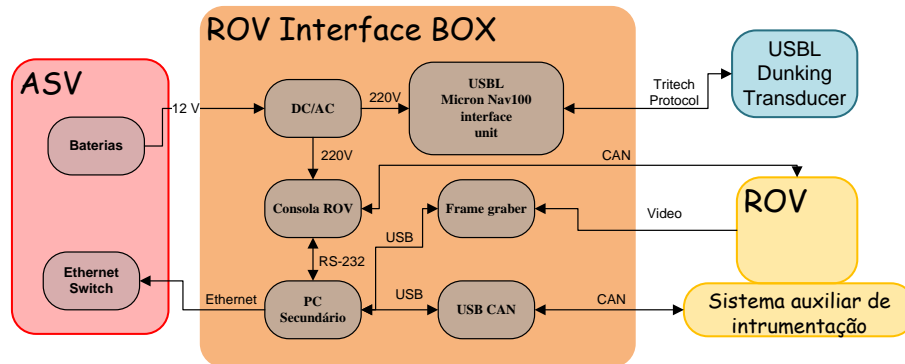 ROV Interface BOX
ASV
USBL
Dunking
Transducer
USBL
Micron Nav100
interface
unit
Tritech
Protocol
12 V
DC/AC
220V
Baterias
220V
CAN
Consola ROV
Frame graber
Video
ROV
USB
RS-232
Ethernet
Switch
Ethernet
PC
Secundário
USB
USB CAN
CAN
Sistema auxiliar de
intrumentação